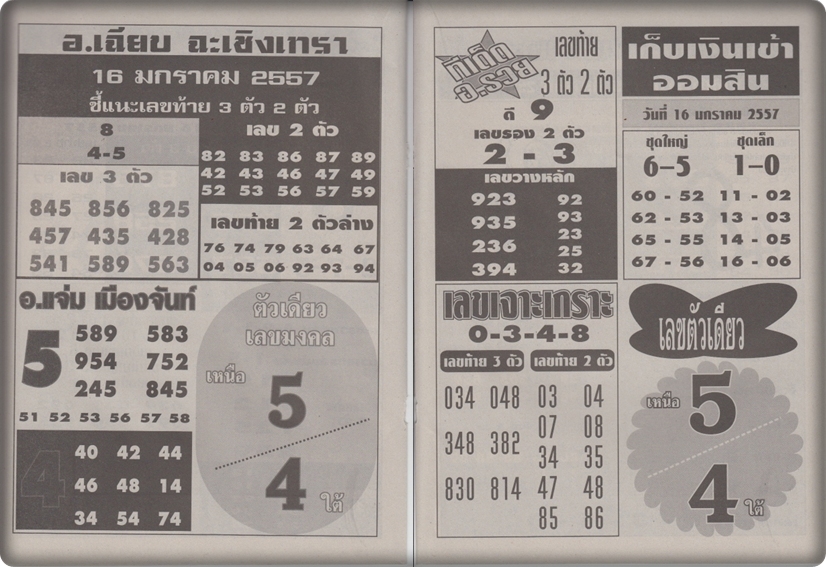 อ.เฉียบ ฉะเชิงเทรา
16 มกราคม 2557
ชี้แนะเลขท้าย 3 ตัว 2 ตัว
8
4-5
เลข 3 ตัว
845 856 825
457 435 428
541 589 563
เลข 2 ตัว
82 83 86 87 89
42 43 46 47 49
52 53 56 57 59
เลขท้าย 2 ตัวล่าง
76 74 79 63 64 67
04 05 06 92 93 94
อ.แจ่ม เมืองจันท์
5
589 583
954 752
245 845
51 52 53 56 57 58
4
40 42 44
46 48 14
34 54 74
ตัวเดียว
เลขมงคล
เหนือ
5
4
ใต้
ทีเด็ด
อ.รวย
เลขท้าย
3 ตัว 2 ตัว
ดี 9
เลขรอง 2 ตัว
2 - 3
เลขวางหลัก
923 92
935 93
23
236 25
394 32
เลขเจาะเกราะ
0-3-4-8
เลขท้าย 3 ตัว
034 048
348 382
830 814
เลขท้าย 2 ตัว
03 04
07 08
34 35
47 48
85 86
เก็บเงินเข้า
ออมสิน
วันที่ 16 มกราคม 2557
ชุดใหญ่ ชุดเล็ก
6-5 1-0
60 - 52 11 - 02
62 - 53 13 - 03
65 - 55 14 - 05
67 - 56 16 - 06
เลขตัวเดียว
เหนือ
5
4
ใต้